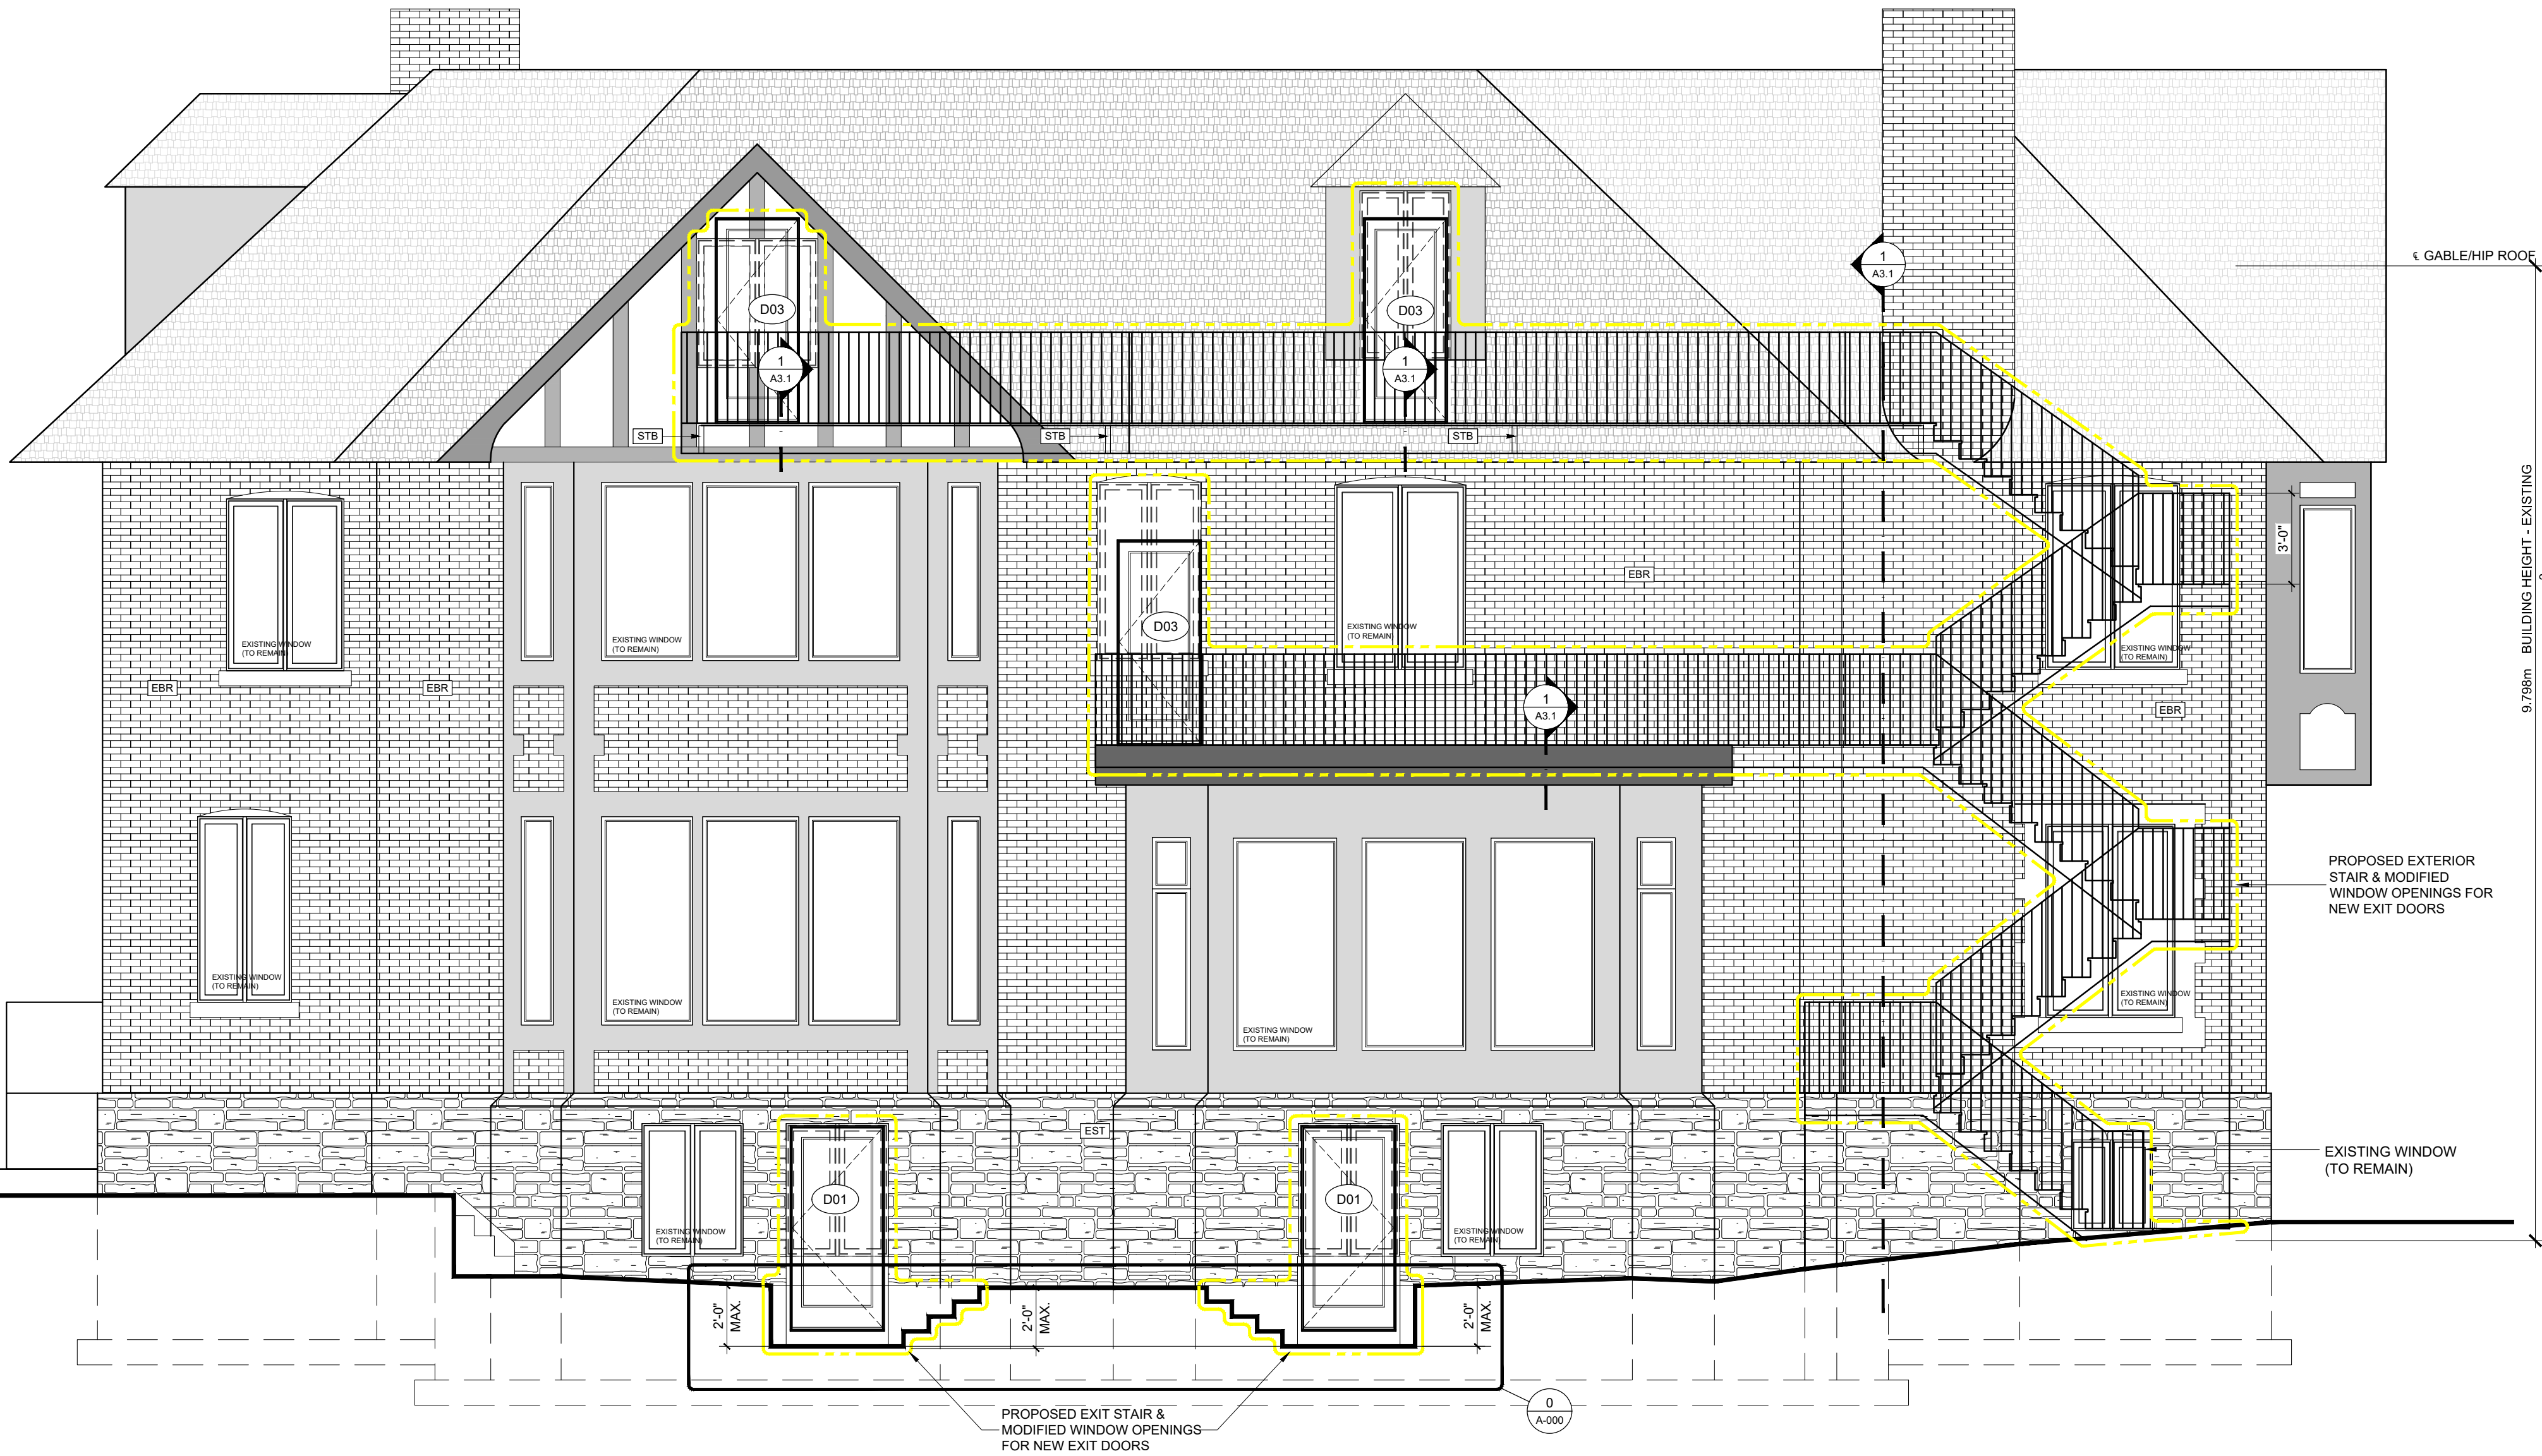 ℄ GABLE/HIP ROOF
1
A3.1
D03
D03
1
A3.1
1
A3.1
STB
STB
STB
BUILDING HEIGHT - EXISTING
9.798m
3'-0"
EBR
D03
EXISTING WINDOW
(TO REMAIN)
EXISTING WINDOW
(TO REMAIN)
EXISTING WINDOW
(TO REMAIN)
EXISTING WINDOW
(TO REMAIN)
EBR
EBR
1
A3.1
EBR
PROPOSED EXTERIOR
STAIR & MODIFIED
WINDOW OPENINGS FOR
NEW EXIT DOORS
EXISTING WINDOW
(TO REMAIN)
EXISTING WINDOW
(TO REMAIN)
EXISTING WINDOW
(TO REMAIN)
EXISTING WINDOW
(TO REMAIN)
EST
EXISTING WINDOW
(TO REMAIN)
D01
D01
EXISTING WINDOW
(TO REMAIN)
EXISTING WINDOW
(TO REMAIN)
2'-0"
MAX.
2'-0"
MAX.
2'-0"
MAX.
0
A-000
PROPOSED EXIT STAIR &
MODIFIED WINDOW OPENINGS
FOR NEW EXIT DOORS